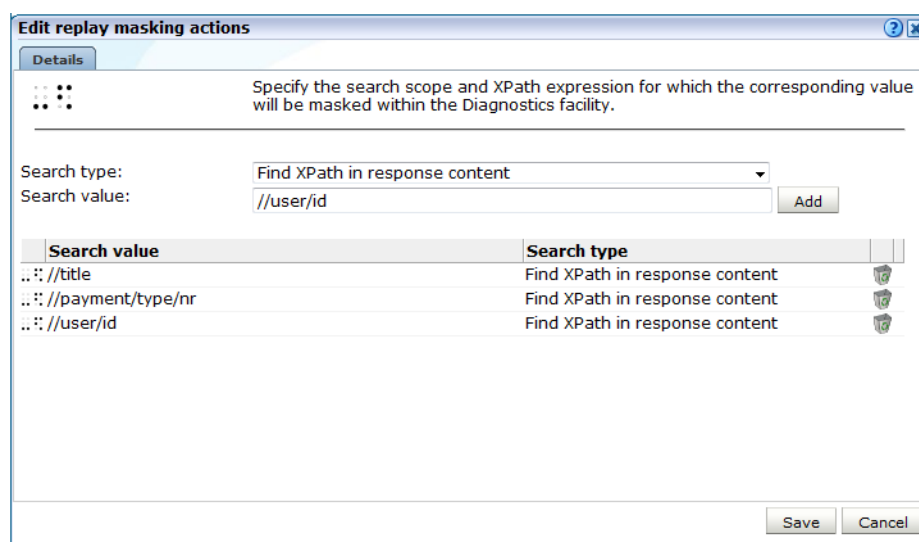 Edit replay masking actions
Details
Specify the search scope and XPath expression for which the corresponding value
will be masked within the Diagnostics facility.
Search type: Find XPath in response content
Search value: //user/id Add
Search value Search type
//title Find XPath in response content
//payment/type/nr Find XPath in response content
//user/id Find XPath in response content
Save Cancel